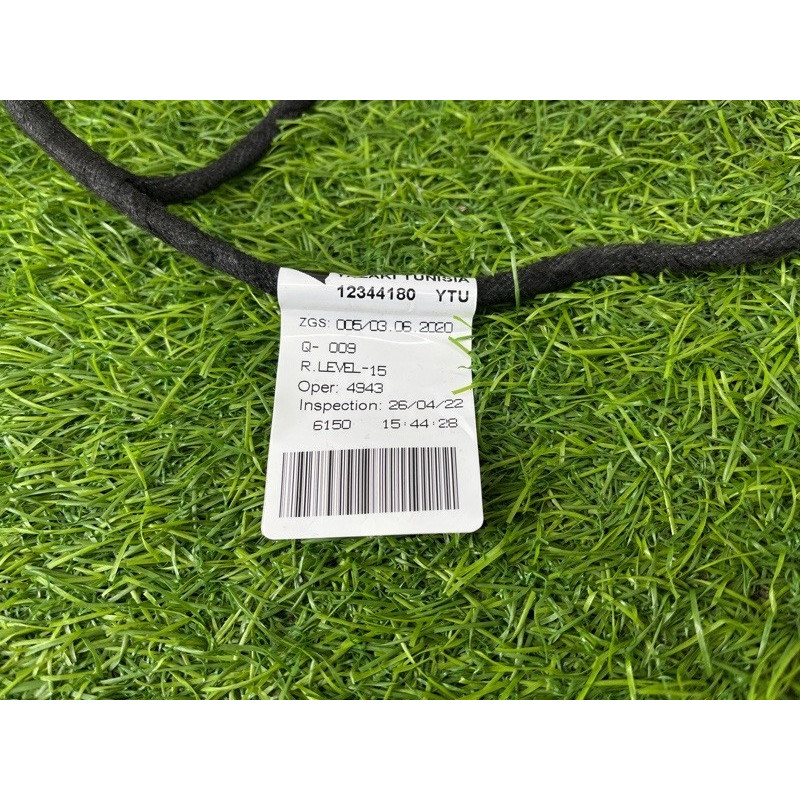 TUNISIA
12344180 YTU
ZGS: 005/03.06.2020
Q- 009
R.LEVEL-15
Oper: 4943
Inspection: 26/04/22
6150 15:44:28